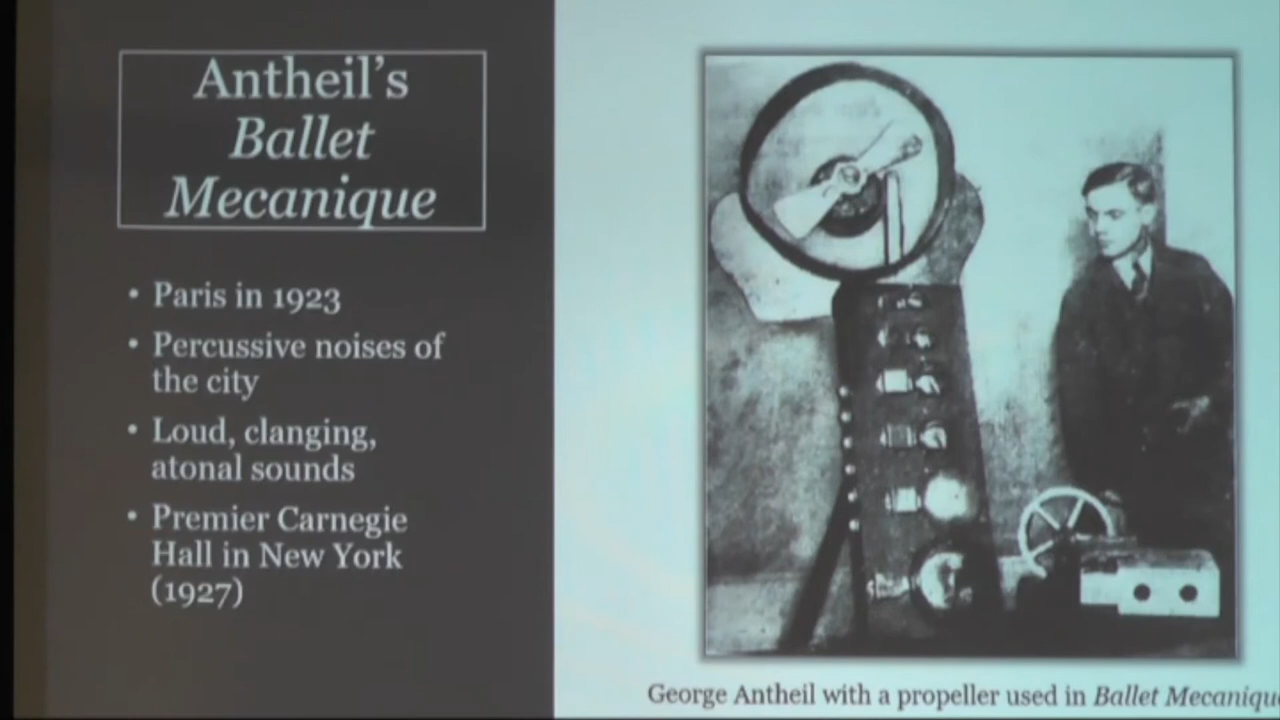 Antheil's
Ballet
Mecanique
• Paris in 1923
• Percussive noises of
the city
• Loud, clanging,
atonal sounds
• Premier Carnegie
Hall in New York
(1927)
George Antheil with a propeller used in Ballet Mecanique